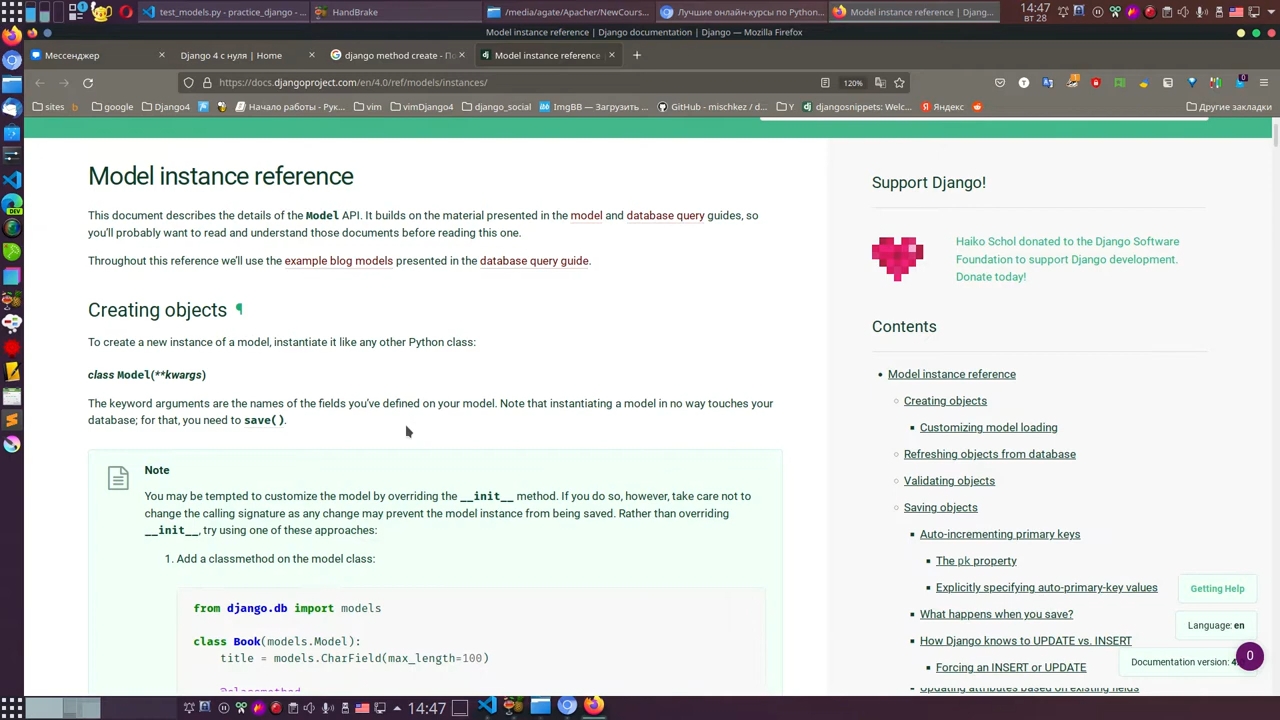 test_models.py - practice_django -
HandBrake
/media/agate/Apacher/NewCours...
Лучшие онлайн-курсы по Python...
Model instance reference | Djang...
14:47
вт 28
Model instance reference | Django documentation | Django — Mozilla Firefox
Мессенджер
Django 4 с нуля | Home
django method create - По
Model instance reference
https://docs.djangoproject.com/en/4.0/ref/models/instances/
120%
sites
b
google
Django4
Начало работы - Рук...
vim
vimDjango4
django_social
ImgBB — Загрузить ...
GitHub - mischkez / d...
Y
djangosnippets: Welc...
Яндекс
Другие закладки
Model instance reference
This document describes the details of the Model API. It builds on the material presented in the model and database query guides, so
you'll probably want to read and understand those documents before reading this one.
Throughout this reference we'll use the example blog models presented in the database query guide.
Creating objects ¶
To create a new instance of a model, instantiate it like any other Python class:
class Model(**kwargs)
The keyword arguments are the names of the fields you've defined on your model. Note that instantiating a model in no way touches your
database; for that, you need to save().
Note
You may be tempted to customize the model by overriding the __init__ method. If you do so, however, take care not to
change the calling signature as any change may prevent the model instance from being saved. Rather than overriding
__init__, try using one of these approaches:
1. Add a classmethod on the model class:
from django.db import models
class Book(models.Model):
title = models.CharField(max_length=100)
@classmethod
Support Django!
Haiko Schol donated to the Django Software
Foundation to support Django development.
Donate today!
Contents
Model instance reference
Creating objects
Customizing model loading
Refreshing objects from database
Validating objects
Saving objects
Auto-incrementing primary keys
The pk property
Explicitly specifying auto-primary-key values
What happens when you save?
How Django knows to UPDATE vs. INSERT
Forcing an INSERT or UPDATE
Updating attributes based on existing fields
Getting Help
Language: en
Documentation version: 4
0
DEV
14:47